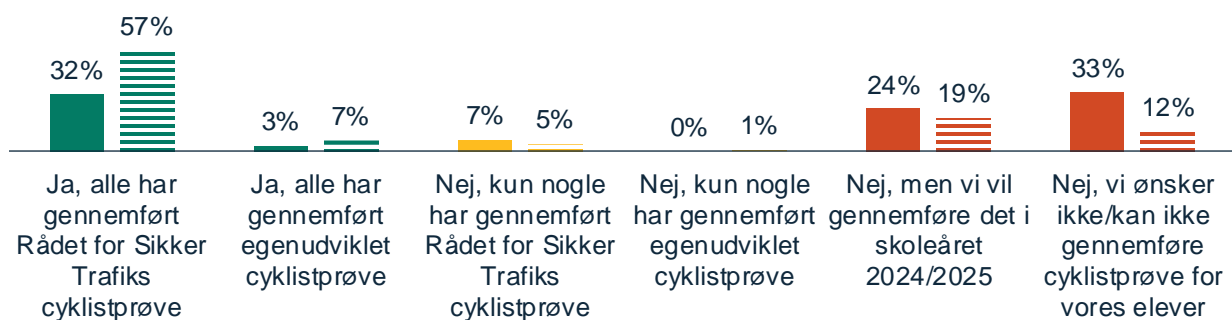 57%
32%
3%
7%
7%
5%
0%
1%
24%
19%
33%
12%
Ja, alle har
gennemført
Rådet for Sikker
Trafiks
cyklistprøve
Ja, alle har
gennemført
egenudviklet
cyklistprøve
Nej, kun nogle
har gennemført
Rådet for Sikker
Trafiks
cyklistprøve
Nej, kun nogle
har gennemført
egenudviklet
cyklistprøve
Nej, men vi vil
gennemføre det i
skoleåret
2024/2025
Nej, vi ønsker
ikke/kan ikke
gennemføre
cyklistprøve for
vores elever